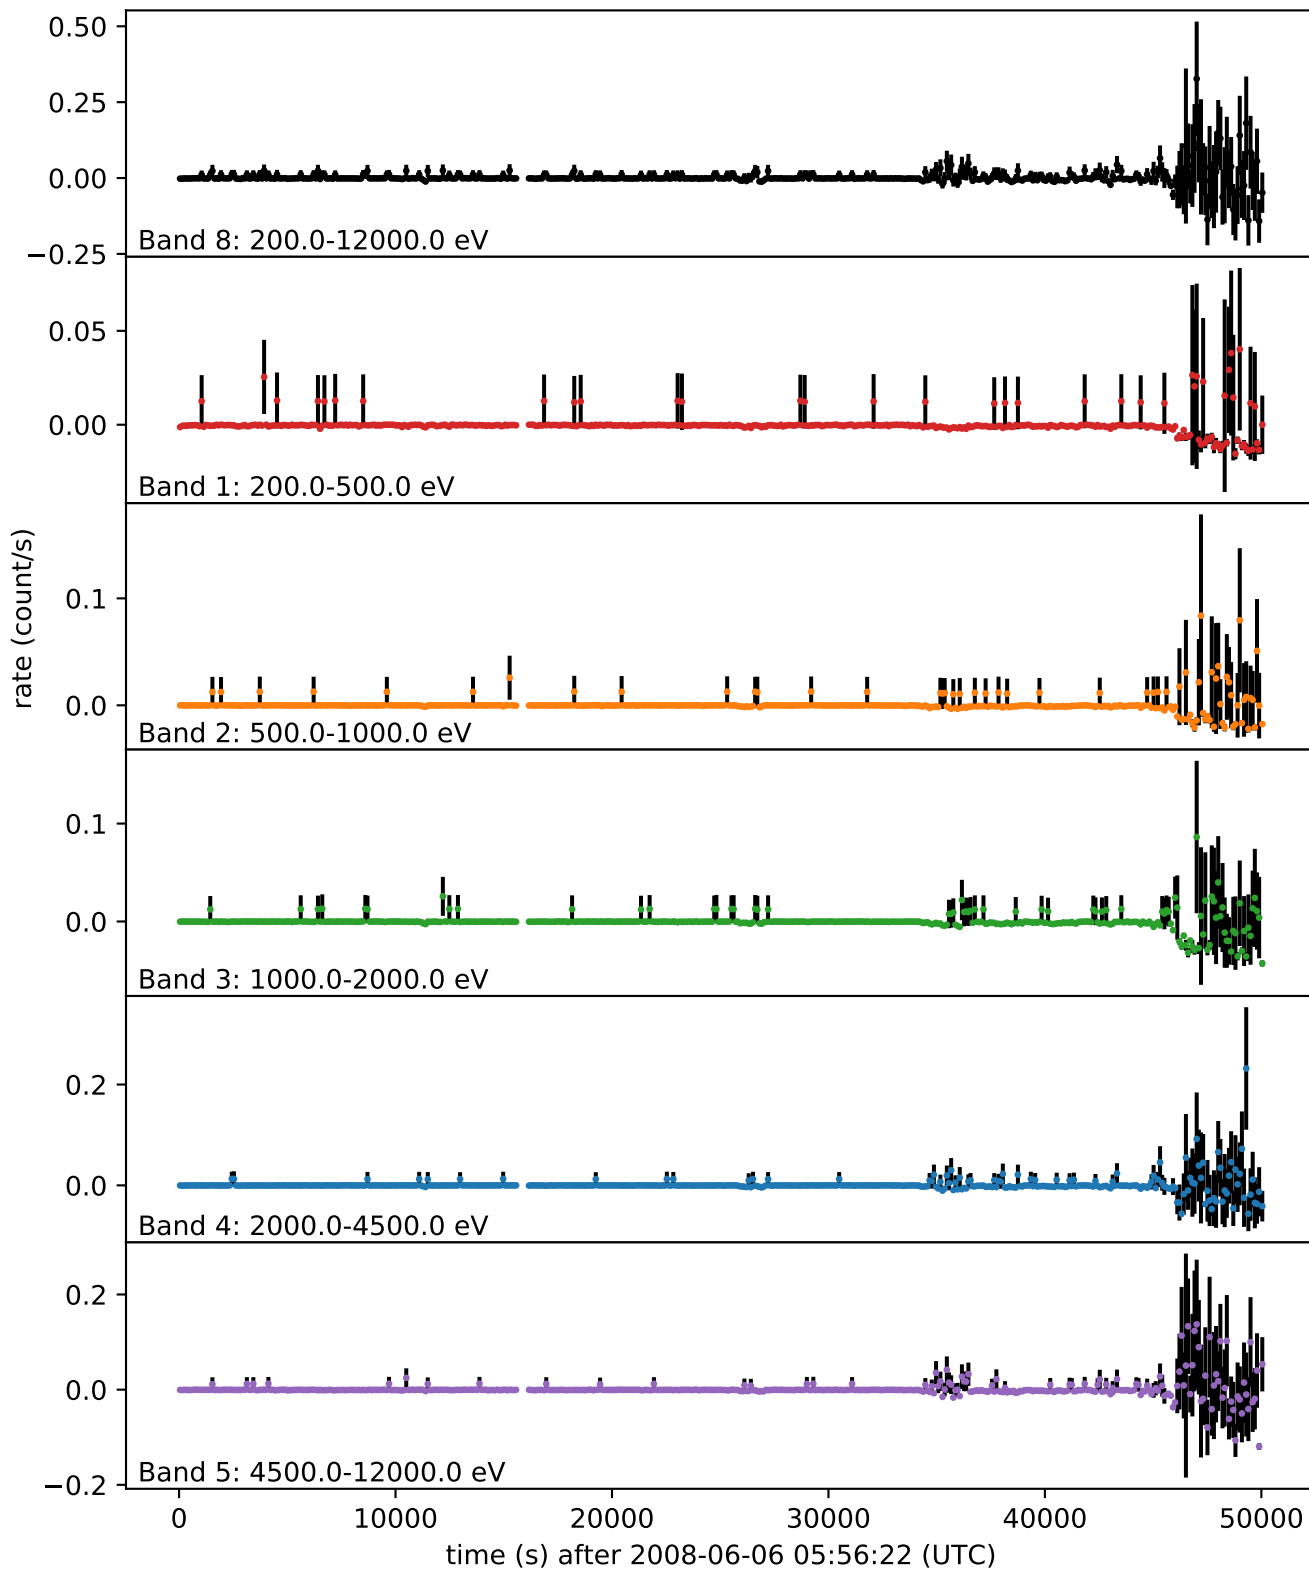 rate (count/s)
0.50
0.25
0.00
−0.25
Band 8: 200.0-12000.0 eV
0.05
0.00
Band 1: 200.0-500.0 eV
0.1
0.0
Band 2: 500.0-1000.0 eV
0.1
0.0
Band 3: 1000.0-2000.0 eV
0.2
0.0
Band 4: 2000.0-4500.0 eV
0.2
0.0
−0.2
Band 5: 4500.0-12000.0 eV
0 10000 20000 30000 40000 50000
time (s) after 2008-06-06 05:56:22 (UTC)